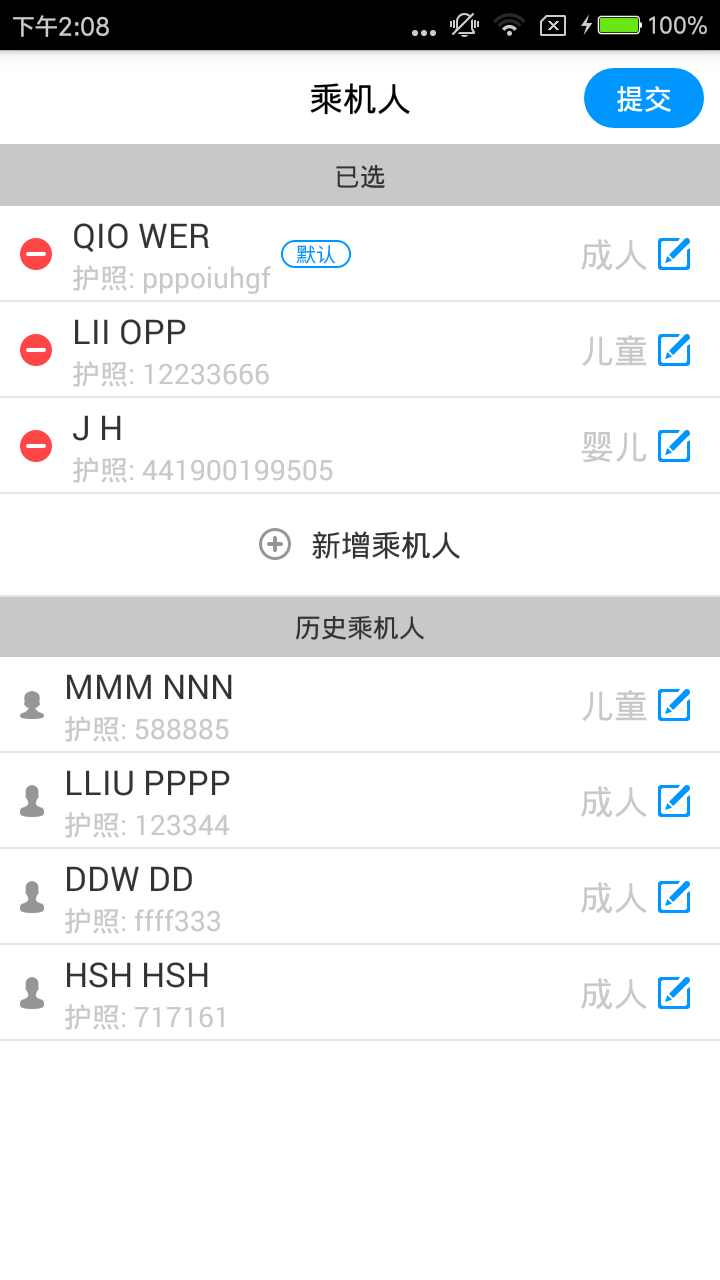 下午2:08
100%
乘机人
提交
已选
QIO WER
默认
护照: pppoiuhgf
成人
LII OPP
护照: 12233666
儿童
J H
护照: 441900199505
婴儿
新增乘机人
历史乘机人
MMM NNN
护照: 588885
儿童
LLIU PPPP
护照: 123344
成人
DDW DD
护照: ffff333
成人
HSH HSH
护照: 717161
成人